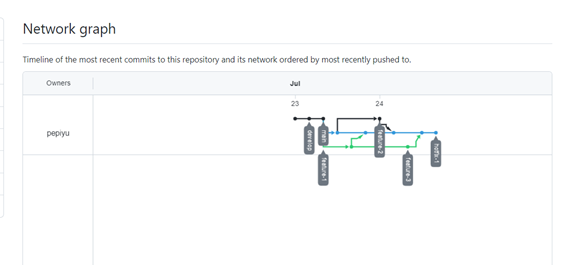 Network graph
Timeline of the most recent commits to this repository and its network ordered by most recently pushed to.
Owners
Jul
23
24
pepiyu
develop
main
feature-1
feature-2
feature-3
hotfix-1